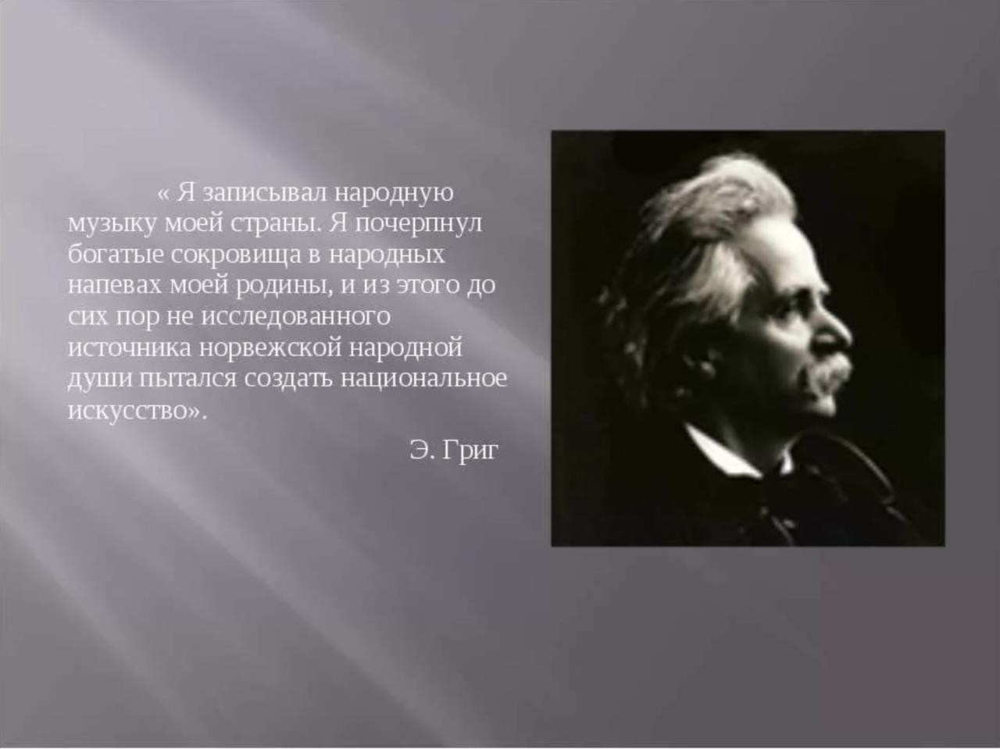 « Я записывал народную
музыку моей страны. Я почерпнул
богатые сокровища в народных
напевах моей родины, и из этого до
сих пор не исследованного
источника норвежской народной
души пытался создать национальное
искусство».
Э. Григ